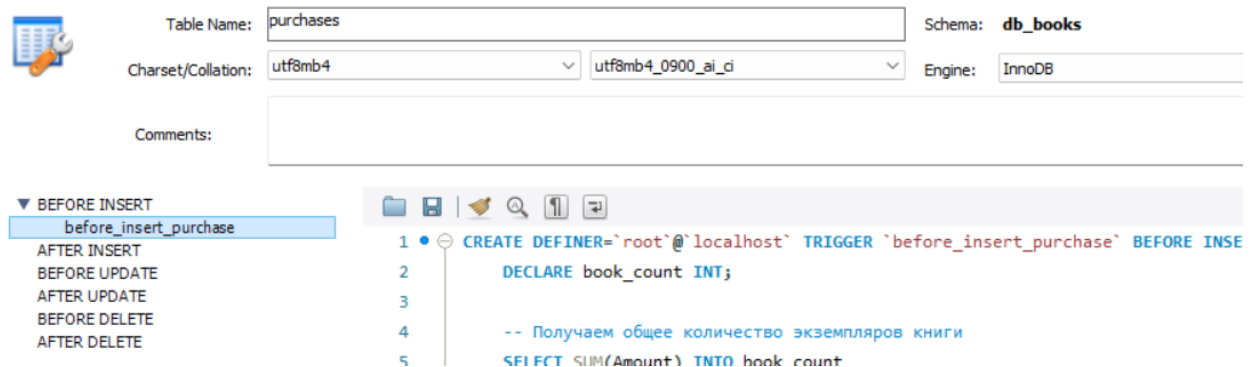 Table Name: purchases Schema: db_books
Charset/Collation: utf8mb4 utf8mb4_0900_ai_ci Engine: InnoDB
Comments:
▼ BEFORE INSERT
before_insert_purchase
AFTER INSERT
BEFORE UPDATE
AFTER UPDATE
BEFORE DELETE
AFTER DELETE
1 CREATE DEFINER=`root`@`localhost` TRIGGER `before_insert_purchase` BEFORE INSE
2 DECLARE book_count INT;
3
4 -- Получаем общее количество экземпляров книги
5 SELECT SUM(Amount) INTO book_count